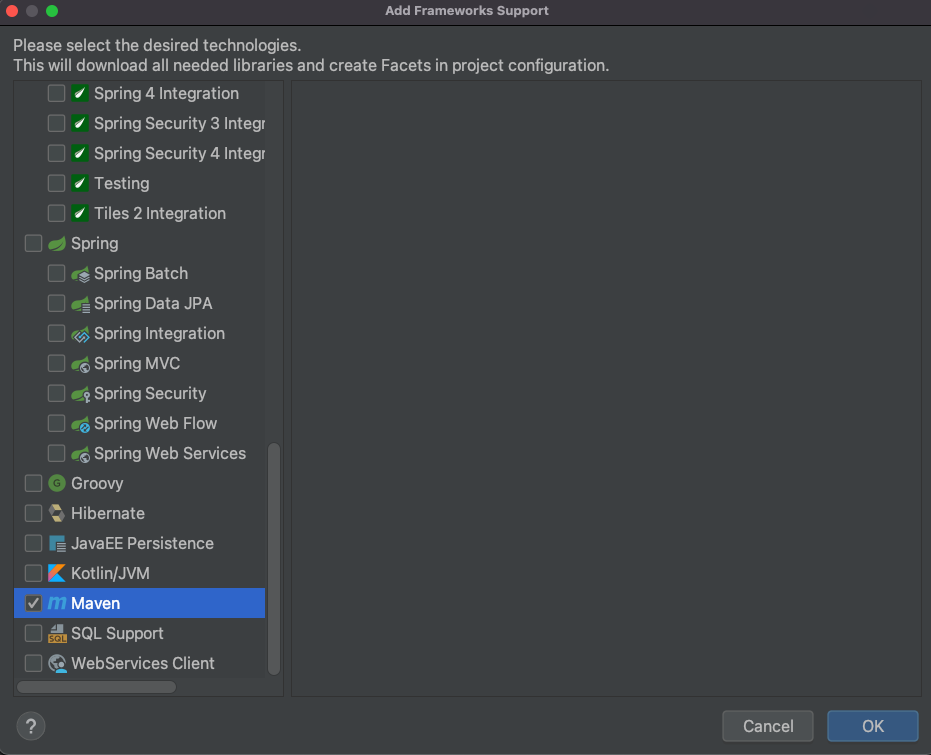 Add Frameworks Support
Please select the desired technologies.
This will download all needed libraries and create Facets in project configuration.
Spring 4 Integration
Spring Security 3 Integr
Spring Security 4 Integr
Testing
Tiles 2 Integration
Spring
Spring Batch
Spring Data JPA
Spring Integration
Spring MVC
Spring Security
Spring Web Flow
Spring Web Services
G Groovy
Hibernate
JavaEE Persistence
Kotlin/JVM
m Maven
SQL SQL Support
WebServices Client
? Cancel OK